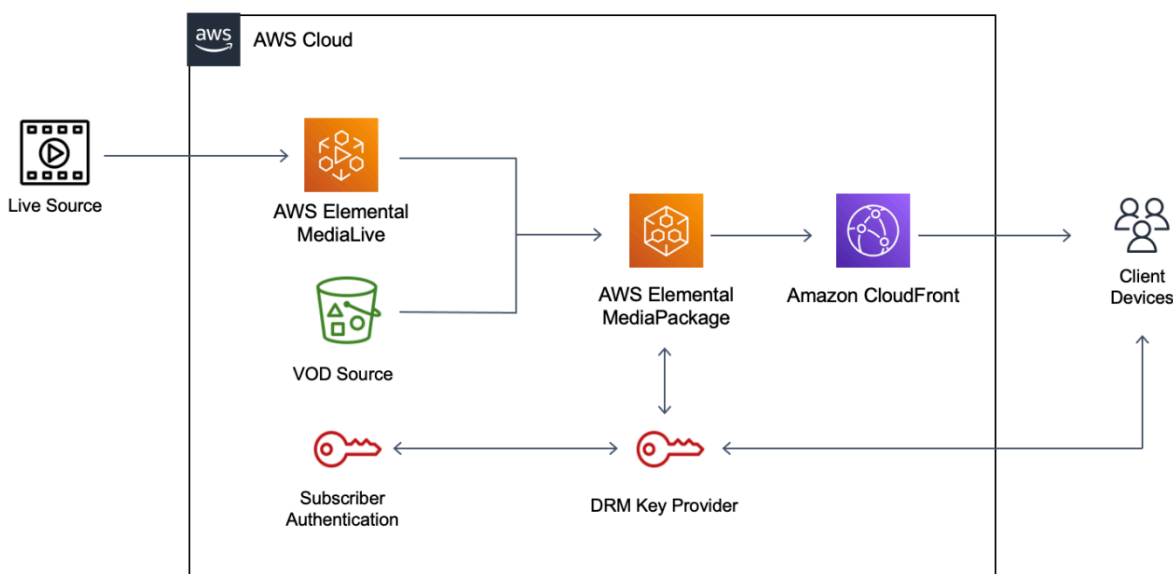 aws
AWS Cloud
Live Source
AWS Elemental
MediaLive
VOD Source
AWS Elemental
MediaPackage
Amazon CloudFront
Client
Devices
Subscriber
Authentication
DRM Key Provider